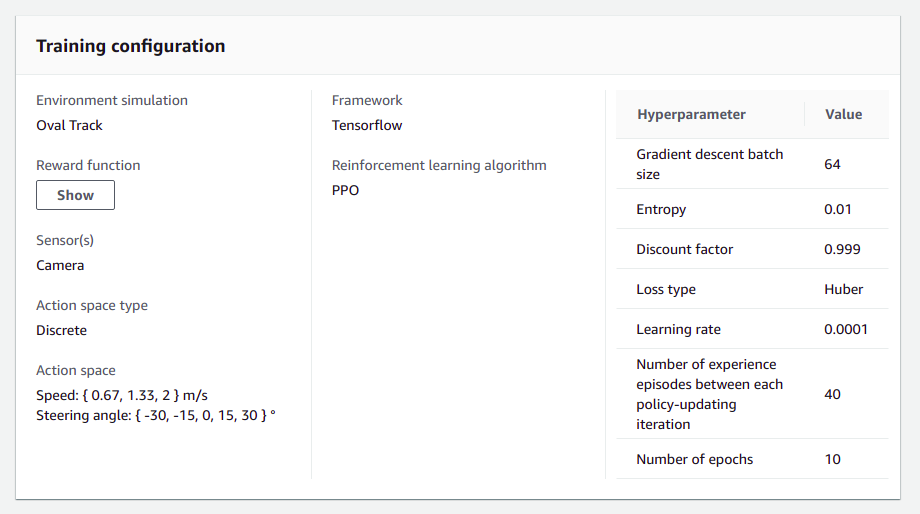 Training configuration
Environment simulation
Oval Track
Reward function
Show
Sensor(s)
Camera
Action space type
Discrete
Action space
Speed: { 0.67, 1.33, 2 } m/s
Steering angle: { -30, -15, 0, 15, 30 } °
Framework
Tensorflow
Reinforcement learning algorithm
PPO
Hyperparameter Value
Gradient descent batch
size
64
Entropy 0.01
Discount factor 0.999
Loss type Huber
Learning rate 0.0001
Number of experience
episodes between each
policy-updating
iteration
40
Number of epochs 10